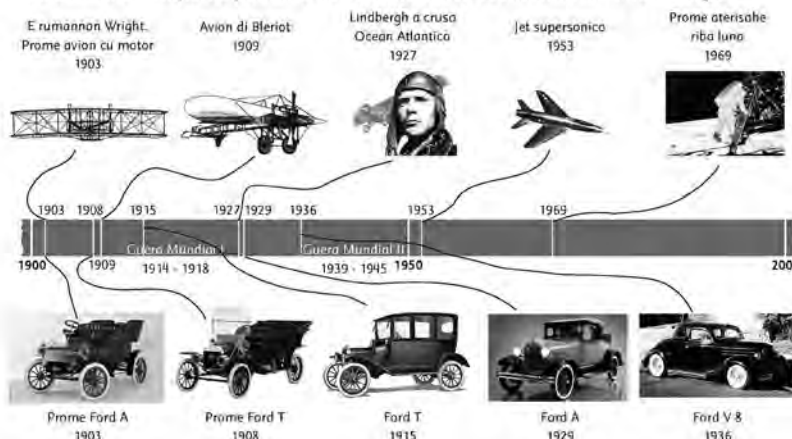 E rumannan Wright.
Prome avion cu motor
1903
Avion di Bleriot
1909
Lindbergh a crusa
Ocean Atlantico
1927
Jet supersonico
1953
Prome aterisahe
riba luna
1969
1903 1908 1915 1927 1929 1936 1953 1969
Guera Mundial I Guera Mundial II
1900 1909 1914 - 1918 1939 - 1945 1950 200
Prome Ford A
1903
Prome Ford T
1908
Ford T
1915
Ford A
1929
Ford V 8
1936